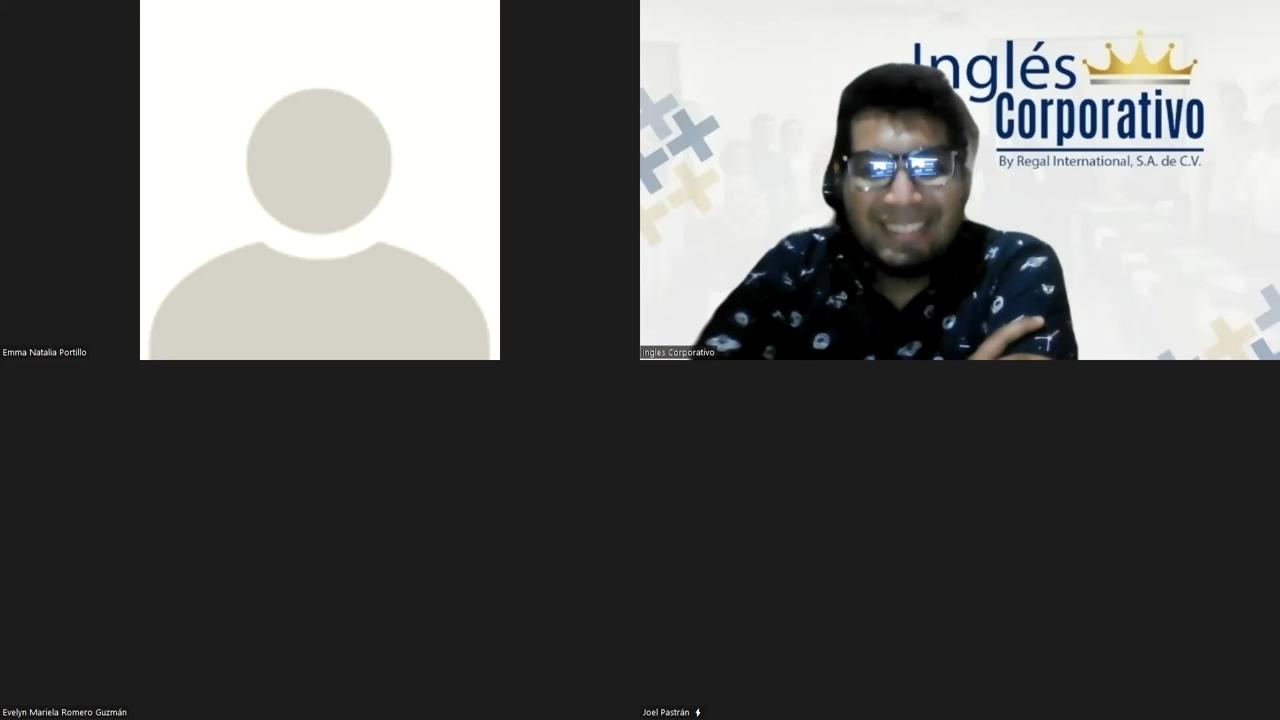 Inglés
Corporativo
By Regal International, S.A. de C.V.
Emma Natalia Portillo
Ingles Corporativo
Evelyn Mariela Romero Guzmán
Joel Pastrán